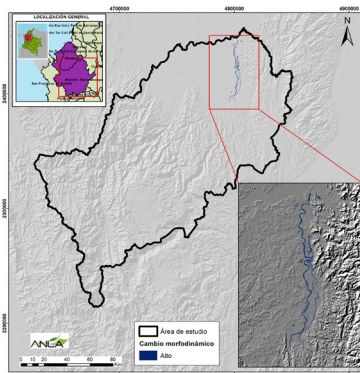 LOCALIZACIÓN GENERAL
4700000
4800000
4900000
2400000
2300000
2200000
N
ANLA
0 10 20 40 60 80
Km
Área de estudio
Cambio morfodinámico
Alto